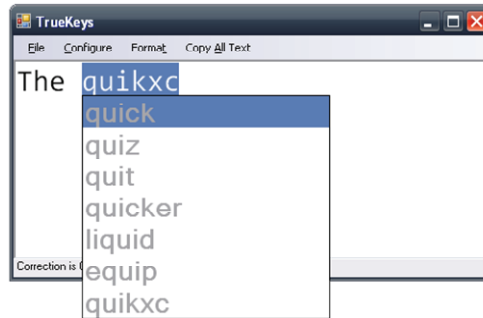 TrueKeys
File Configure Format Copy All Text
The quikxc
quick
quiz
quit
quicker
liquid
equip
quikxc
Correction is